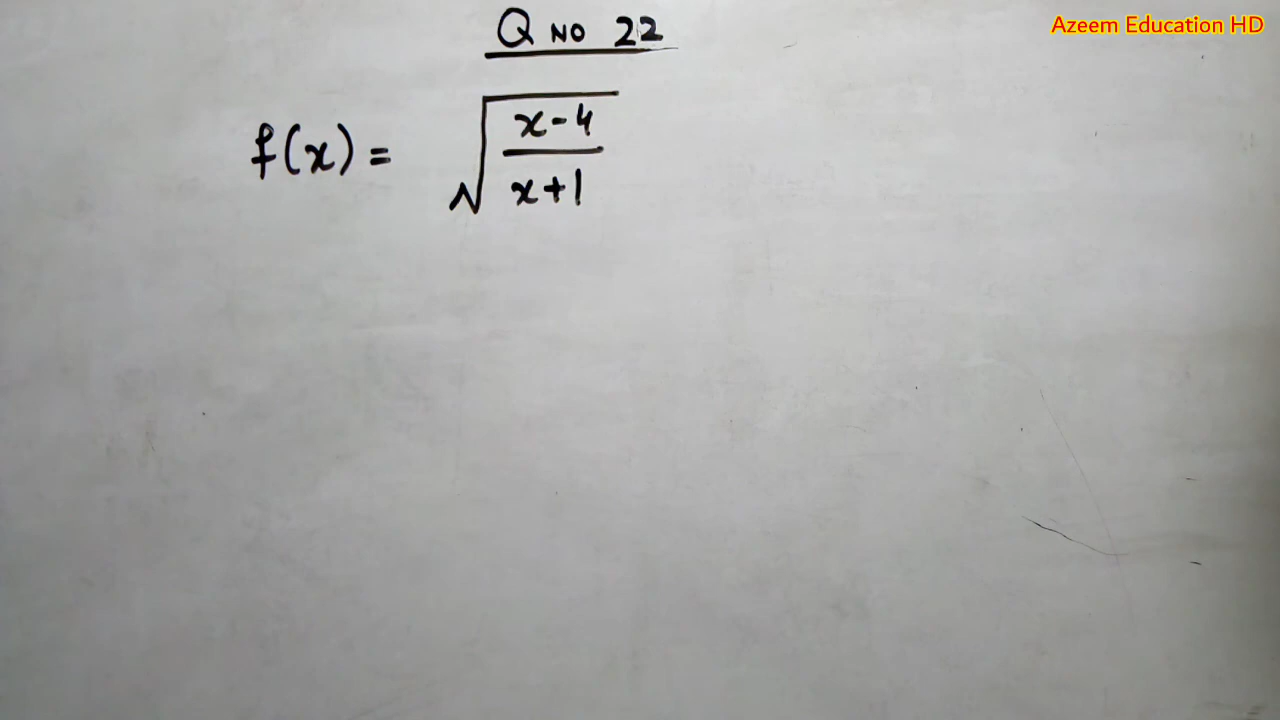 Azeem Education HD
Q NO 22
f(x) = √((x-4)/(x+1))